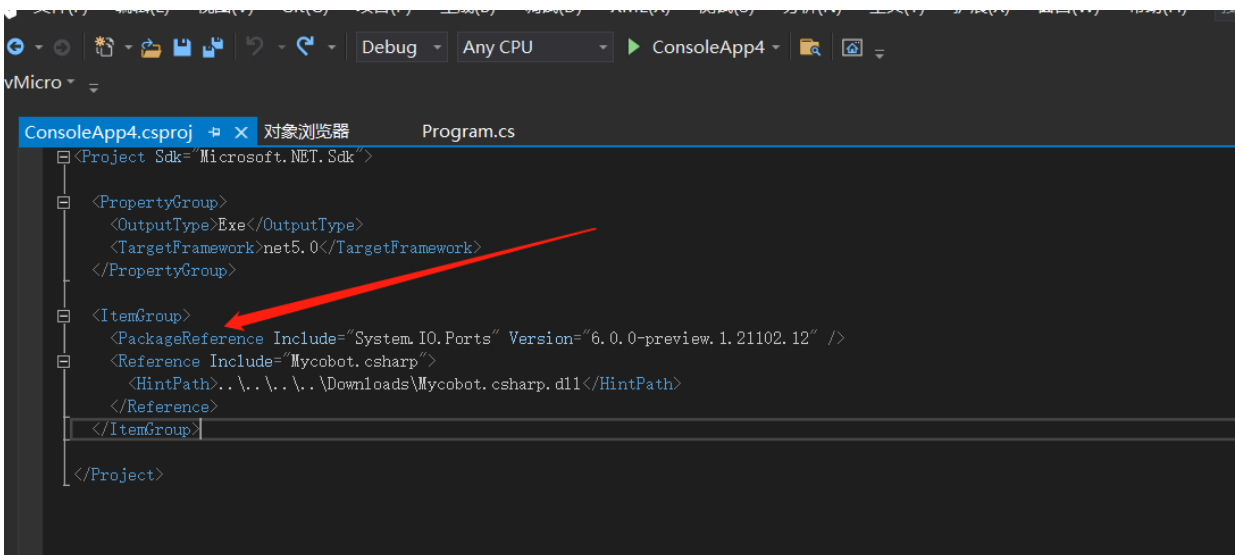 Debug Any CPU ConsoleApp4
vMicro
ConsoleApp4.csproj 对象浏览器 Program.cs
<Project Sdk="Microsoft.NET.Sdk">
<PropertyGroup>
<OutputType>Exe</OutputType>
<TargetFramework>net5.0</TargetFramework>
</PropertyGroup>
<ItemGroup>
<PackageReference Include="System.IO.Ports" Version="6.0.0-preview.1.21102.12" />
<Reference Include="Mycobot.csharp">
<HintPath>..\..\..\..\Downloads\Mycobot.csharp.dll</HintPath>
</Reference>
</ItemGroup>
</Project>